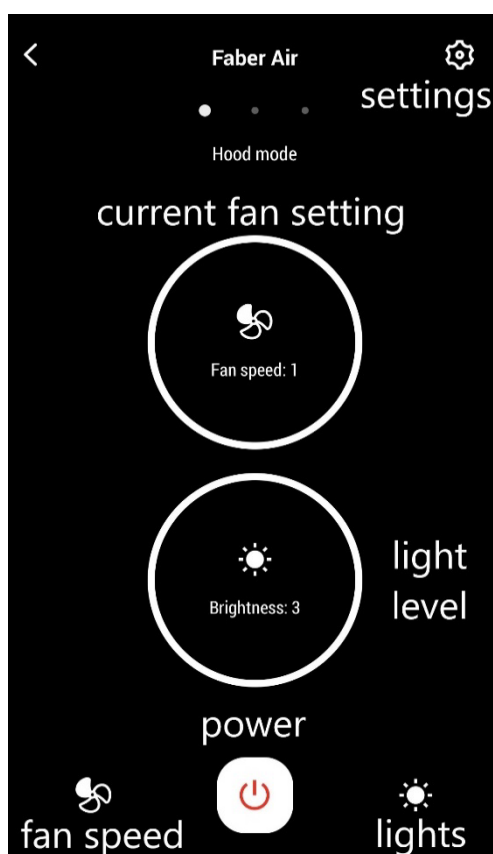 Faber Air
settings
Hood mode
current fan setting
Fan speed: 1
light
level
Brightness: 3
power
fan speed
lights